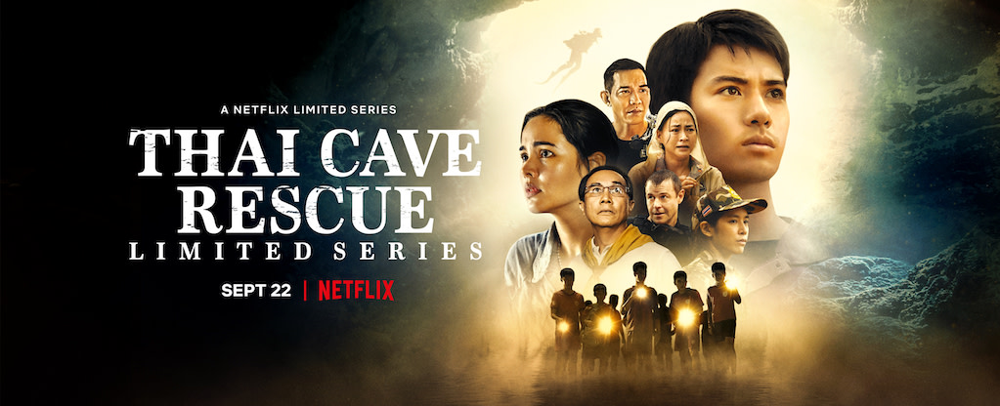 A NETFLIX LIMITED SERIES
THAI CAVE
RESCUE
LIMITED SERIES
SEPT 22 | NETFLIX